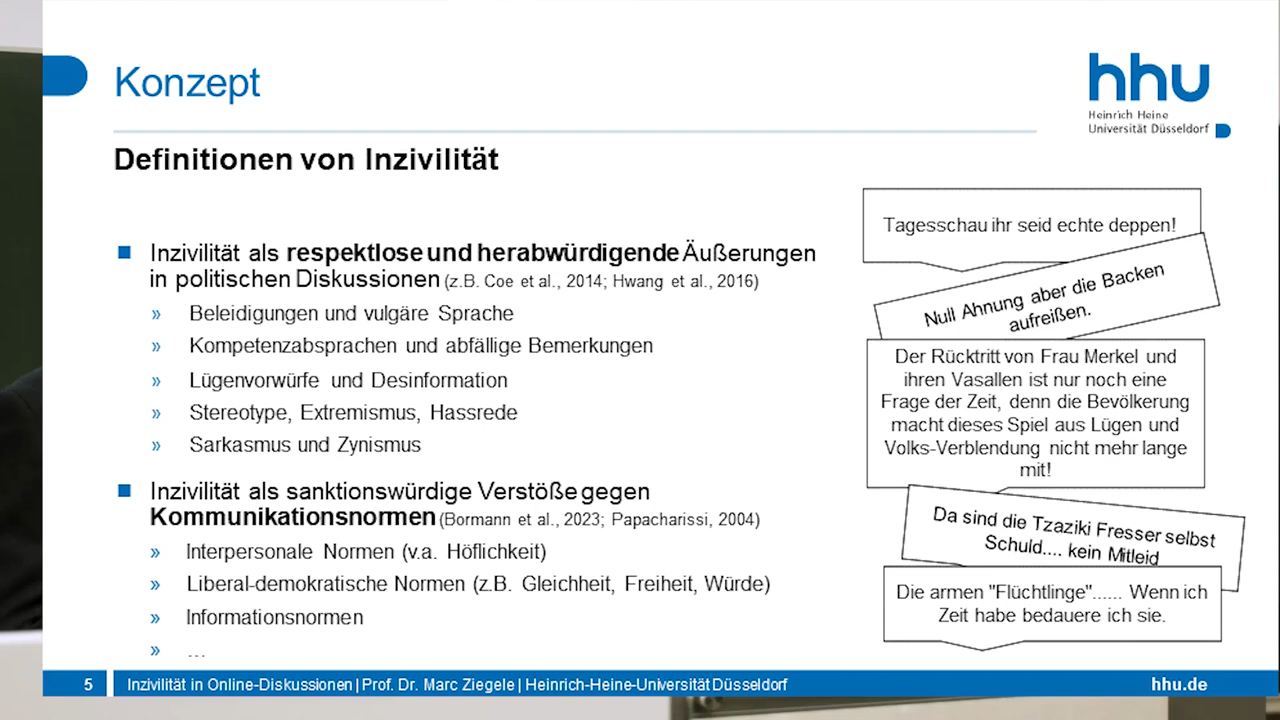 Konzept
hhu
Heinrich Heine
Universität Düsseldorf
Definitionen von Inzivilität
Inzivilität als respektlose und herabwürdigende Äußerungen
in politischen Diskussionen (z.B. Coe et al., 2014; Hwang et al., 2016)
» Beleidigungen und vulgäre Sprache
» Kompetenzabsprachen und abfällige Bemerkungen
» Lügenvorwürfe und Desinformation
» Stereotype, Extremismus, Hassrede
» Sarkasmus und Zynismus
Inzivilität als sanktionswürdige Verstöße gegen
Kommunikationsnormen (Bormann et al., 2023; Papacharissi, 2004)
» Interpersonale Normen (v.a. Höflichkeit)
» Liberal-demokratische Normen (z.B. Gleichheit, Freiheit, Würde)
» Informationsnormen
» ...
Tagesschau ihr seid echte deppen!
Null Ahnung aber die Backen
aufreißen.
Der Rücktritt von Frau Merkel und
ihren Vasallen ist nur noch eine
Frage der Zeit, denn die Bevölkerung
macht dieses Spiel aus Lügen und
Volks-Verblendung nicht mehr lange
mit!
Da sind die Tzaziki Fresser selbst
Schuld.... kein Mitleid
Die armen "Flüchtlinge"...... Wenn ich
Zeit habe bedauere ich sie.
5 Inzivilität in Online-Diskussionen | Prof. Dr. Marc Ziegele | Heinrich-Heine-Universität Düsseldorf hhu.de